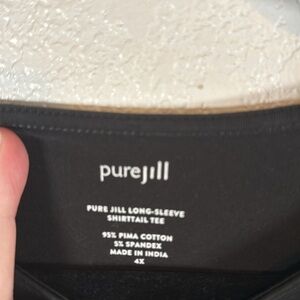 purejill
PURE JILL LONG-SLEEVE
SHIRTTAIL TEE
95% PIMA COTTON
5% SPANDEX
MADE IN INDIA
4X